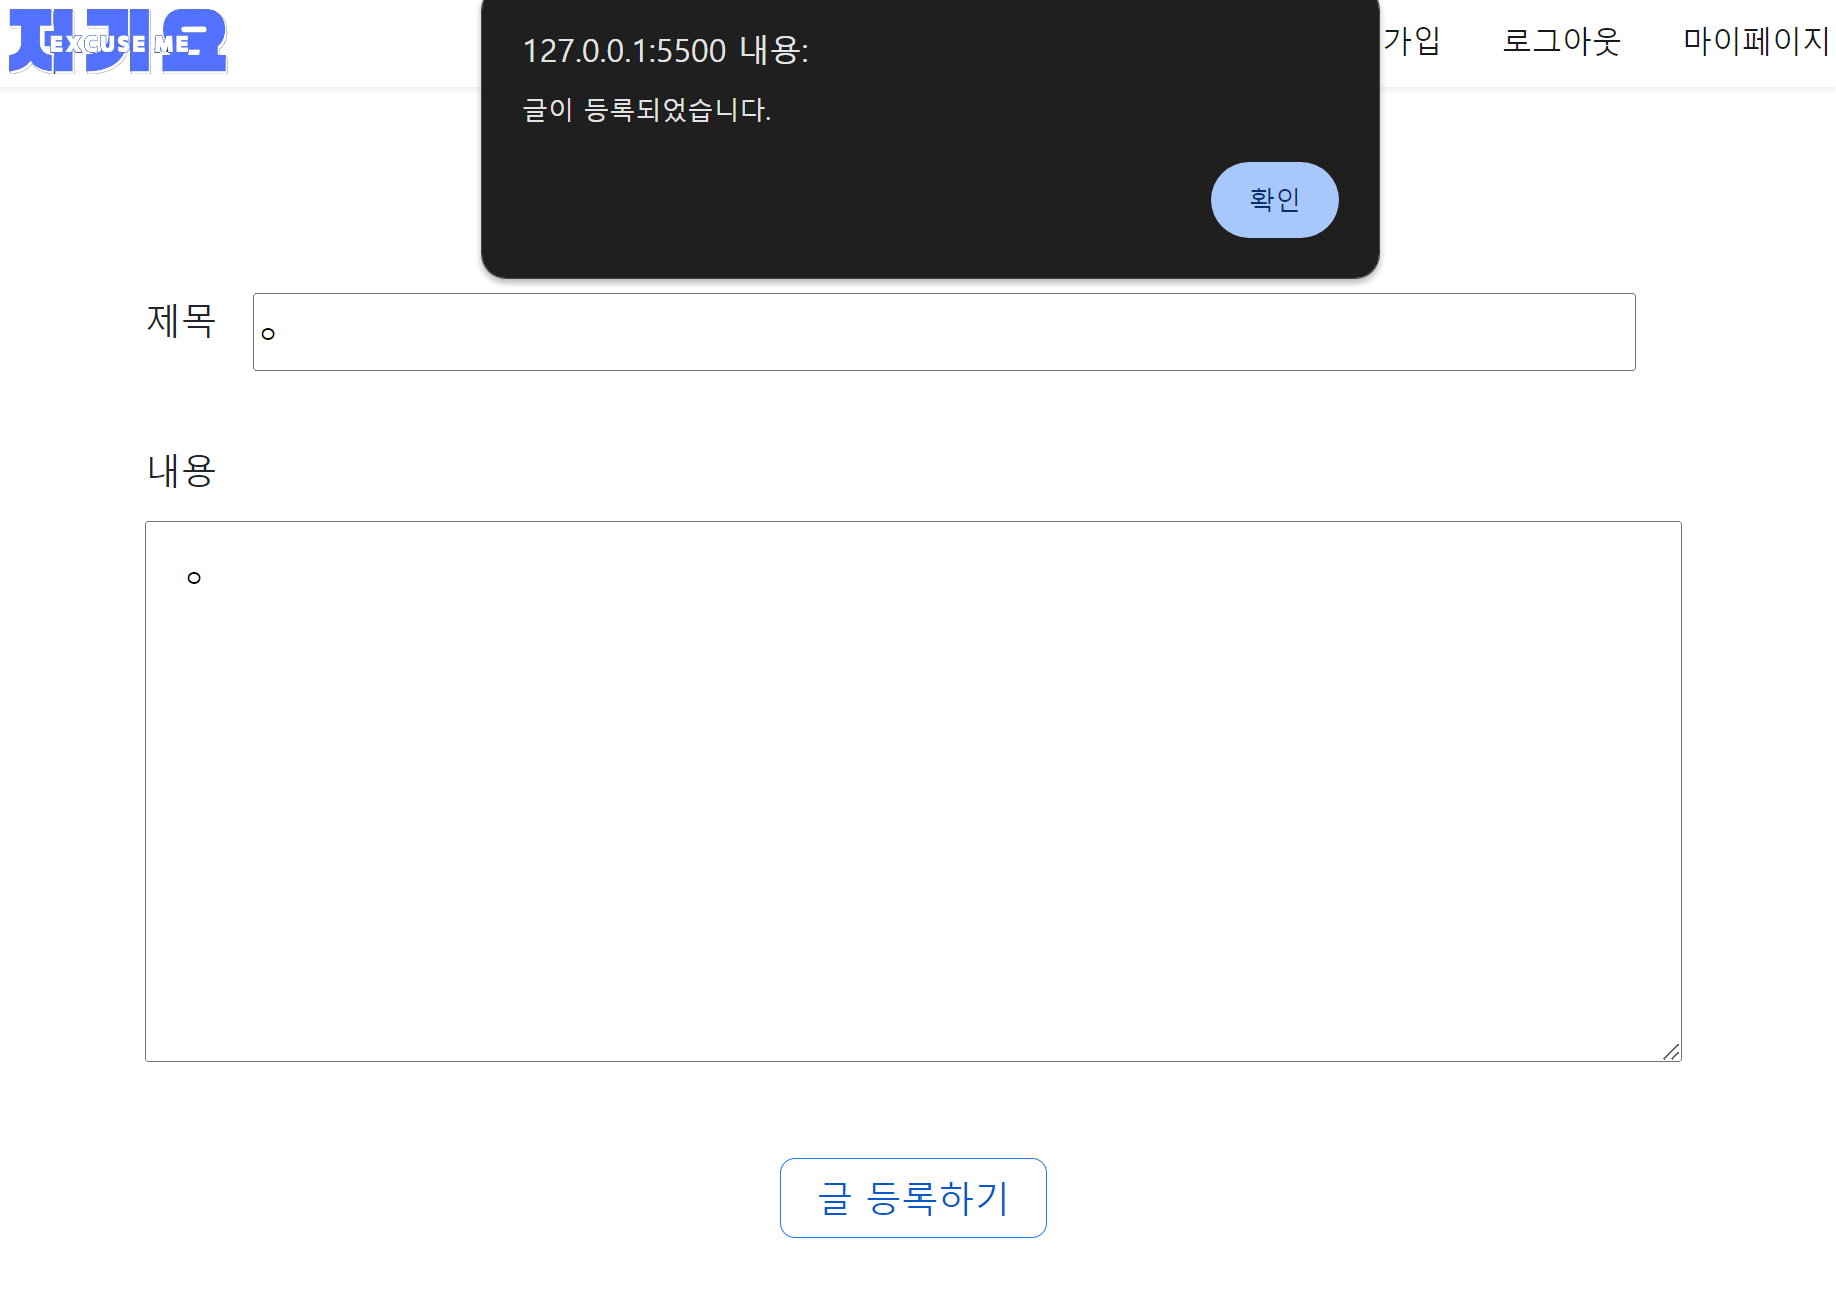 저기요
EXCUSE ME
가입 로그아웃 마이페이지
127.0.0.1:5500 내용:
글이 등록되었습니다.
확인
제목 ㅇ
내용
ㅇ
글 등록하기